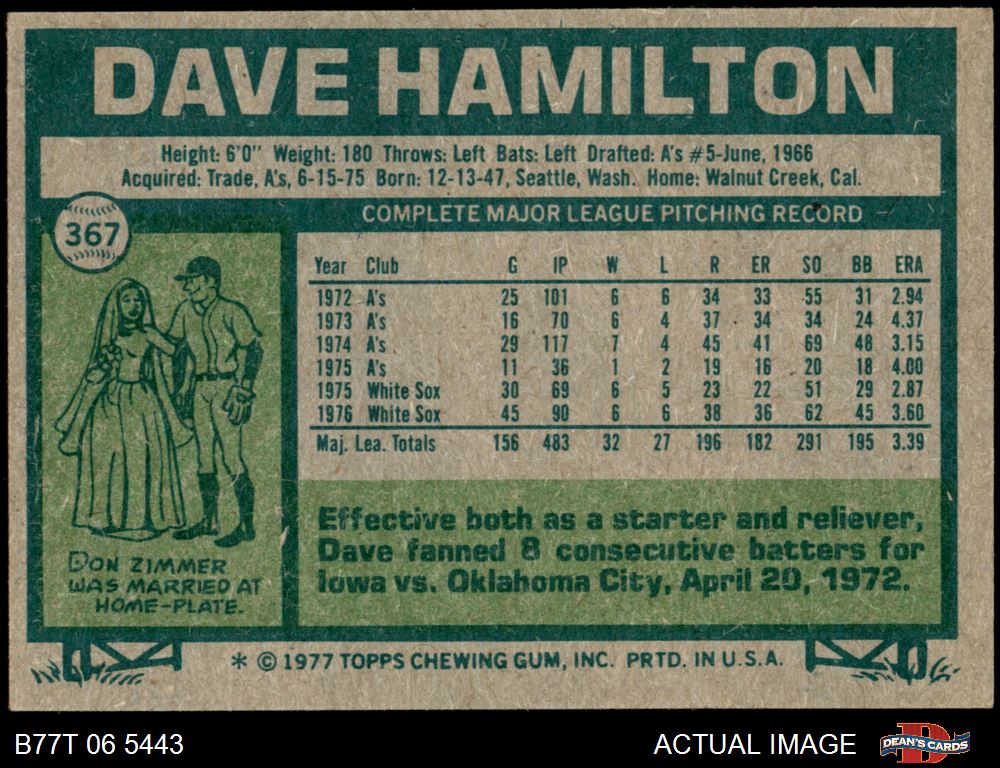 DAVE HAMILTON
Height: 6'0" Weight: 180 Throws: Left Bats: Left Drafted: A's #5-June, 1966
Acquired: Trade, A's, 6-15-75 Born: 12-13-47, Seattle, Wash. Home: Walnut Creek, Cal.
367
COMPLETE MAJOR LEAGUE PITCHING RECORD
Year Club G IP W L R ER SO BB ERA
1972 A's 25 101 6 6 34 33 55 31 2.94
1973 A's 16 70 6 4 37 34 34 24 4.37
1974 A's 29 117 7 4 45 41 69 48 3.15
1975 A's 11 36 1 2 19 16 20 18 4.00
1975 White Sox 30 69 6 5 23 22 51 29 2.87
1976 White Sox 45 90 6 6 38 36 62 45 3.60
Maj. Lea. Totals 156 483 32 27 196 182 291 195 3.39
DON ZIMMER
WAS MARRIED AT
HOME-PLATE.
Effective both as a starter and reliever,
Dave fanned 8 consecutive batters for
Iowa vs. Oklahoma City, April 20, 1972.
* © 1977 TOPPS CHEWING GUM, INC. PRTD. IN U.S.A.
B77T 06 5443
ACTUAL IMAGE
DEAN'S CARDS